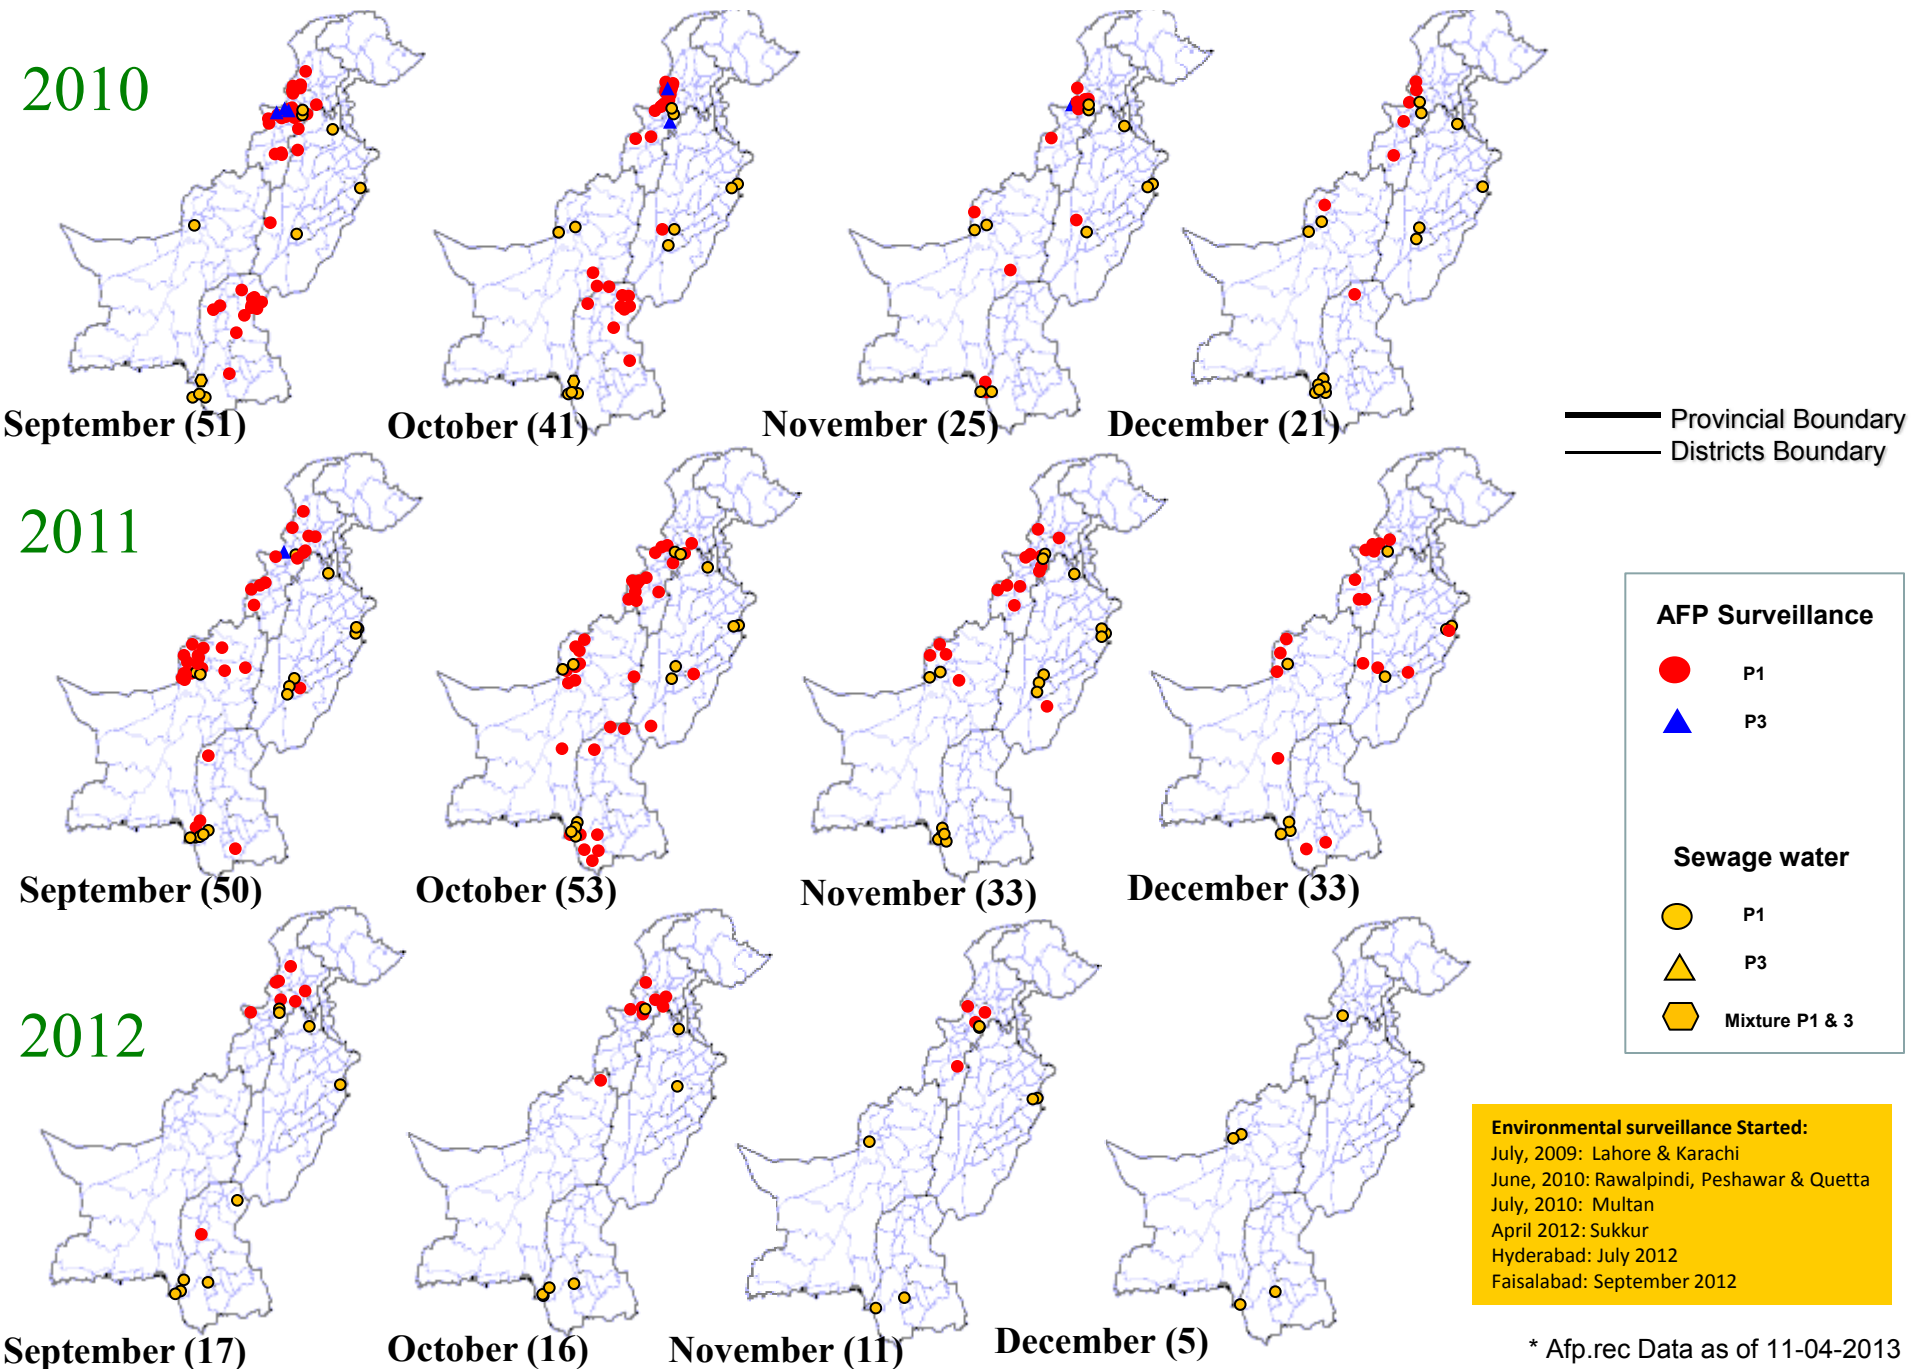 2010
September (51)
October (41)
November (25)
December (21)
Provincial Boundary
Districts Boundary
2011
September (50)
October (53)
November (33)
December (33)
AFP Surveillance
P1
P3
Sewage water
P1
P3
Mixture P1 & 3
2012
September (17)
October (16)
November (11)
December (5)
Environmental surveillance Started:
July, 2009: Lahore & Karachi
June, 2010: Rawalpindi, Peshawar & Quetta
July, 2010: Multan
April 2012: Sukkur
Hyderabad: July 2012
Faisalabad: September 2012
* Afp.rec Data as of 11-04-2013